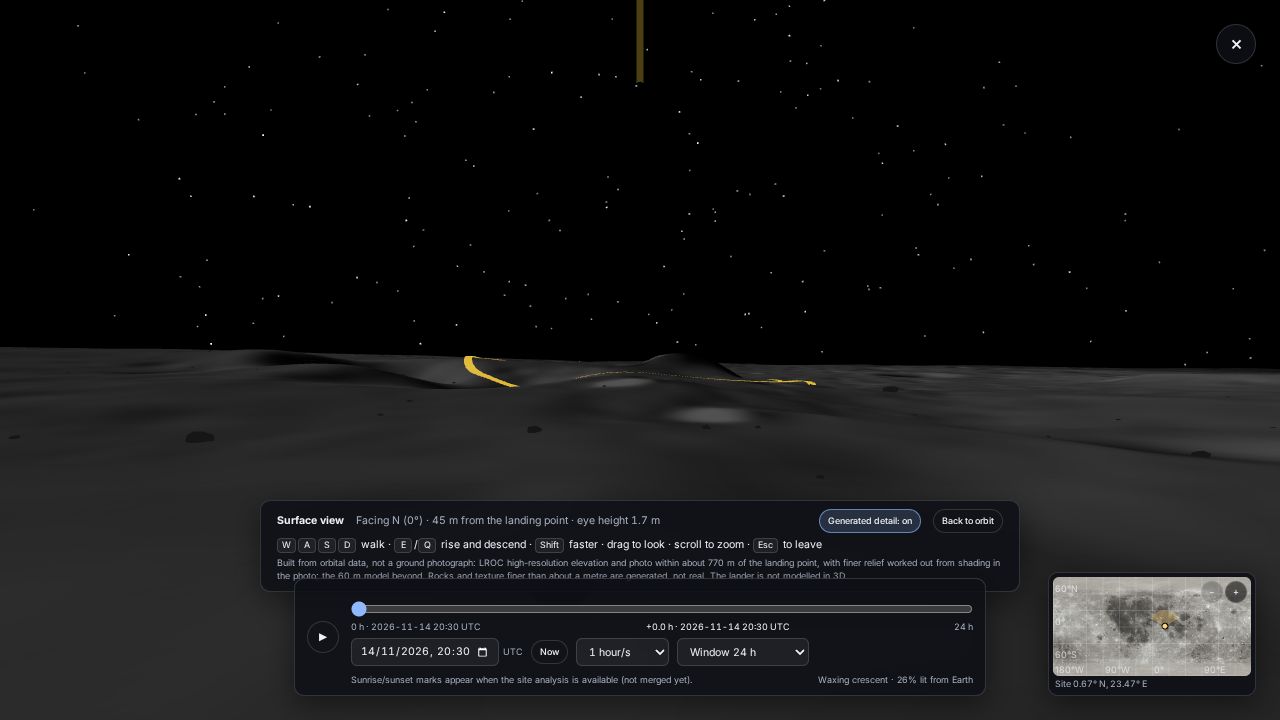 ×
Surface view Facing N (0°) · 45 m from the landing point · eye height 1.7 m Generated detail: on Back to orbit
W A S D walk · E / Q rise and descend · Shift faster · drag to look · scroll to zoom · Esc to leave
Built from orbital data, not a ground photograph: LROC high-resolution elevation and photo within about 770 m of the landing point, with finer relief worked out from shading in
the photo; the 60 m model beyond. Rocks and texture finer than about a metre are generated, not real. The lander is not modelled in 3D.
▶
0 h · 2026-11-14 20:30 UTC +0.0 h · 2026-11-14 20:30 UTC 24 h
14/11/2026, 20:30 UTC Now 1 hour/s Window 24 h
Sunrise/sunset marks appear when the site analysis is available (not merged yet). Waxing crescent · 26% lit from Earth
60°N − +
0°
60°S
180°W 90°W 0° 90°E
Site 0.67° N, 23.47° E